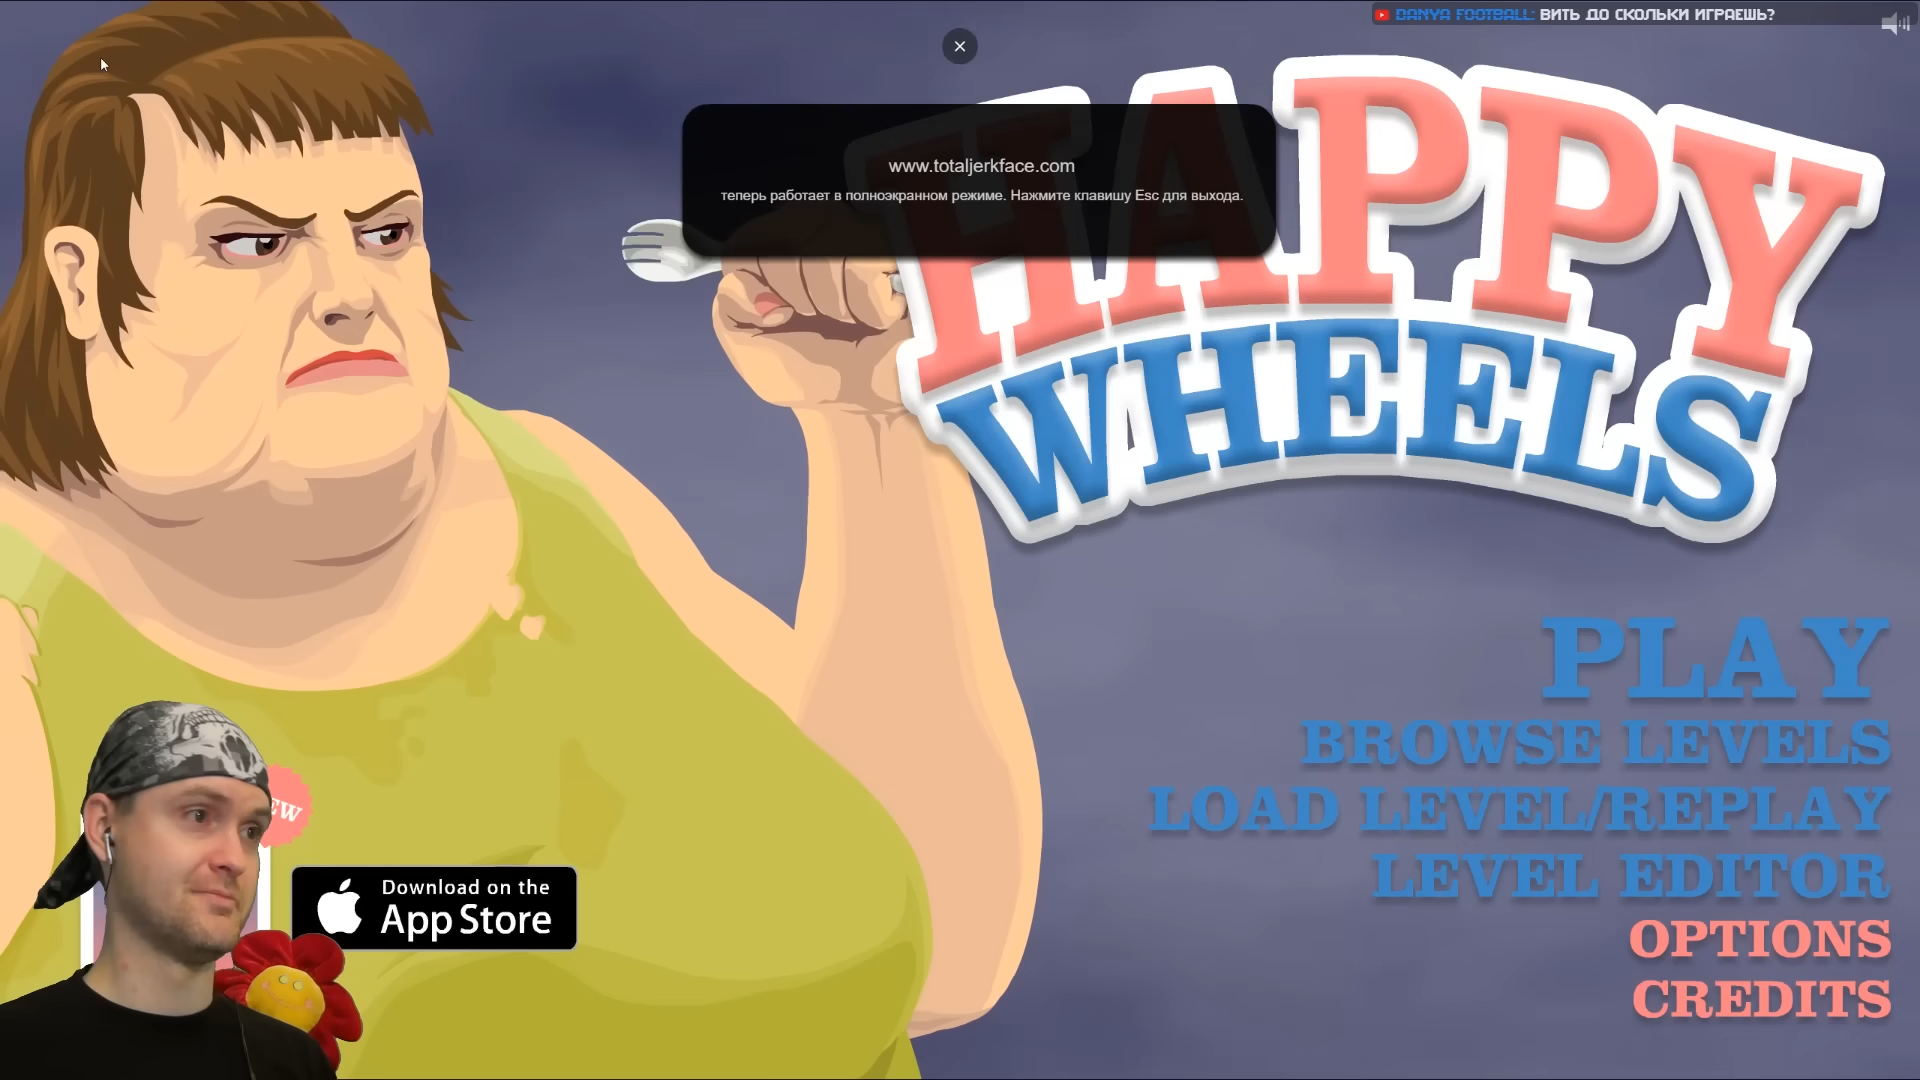 DANYA FOOTBALL: ВИТЬ ДО СКОЛЬКИ ИГРАЕШЬ?
www.totaljerkface.com
теперь работает в полноэкранном режиме. Нажмите клавишу Esc для выхода.
HAPPY
WHEELS
PLAY
BROWSE LEVELS
LOAD LEVEL/REPLAY
LEVEL EDITOR
OPTIONS
CREDITS
Download on the
App Store